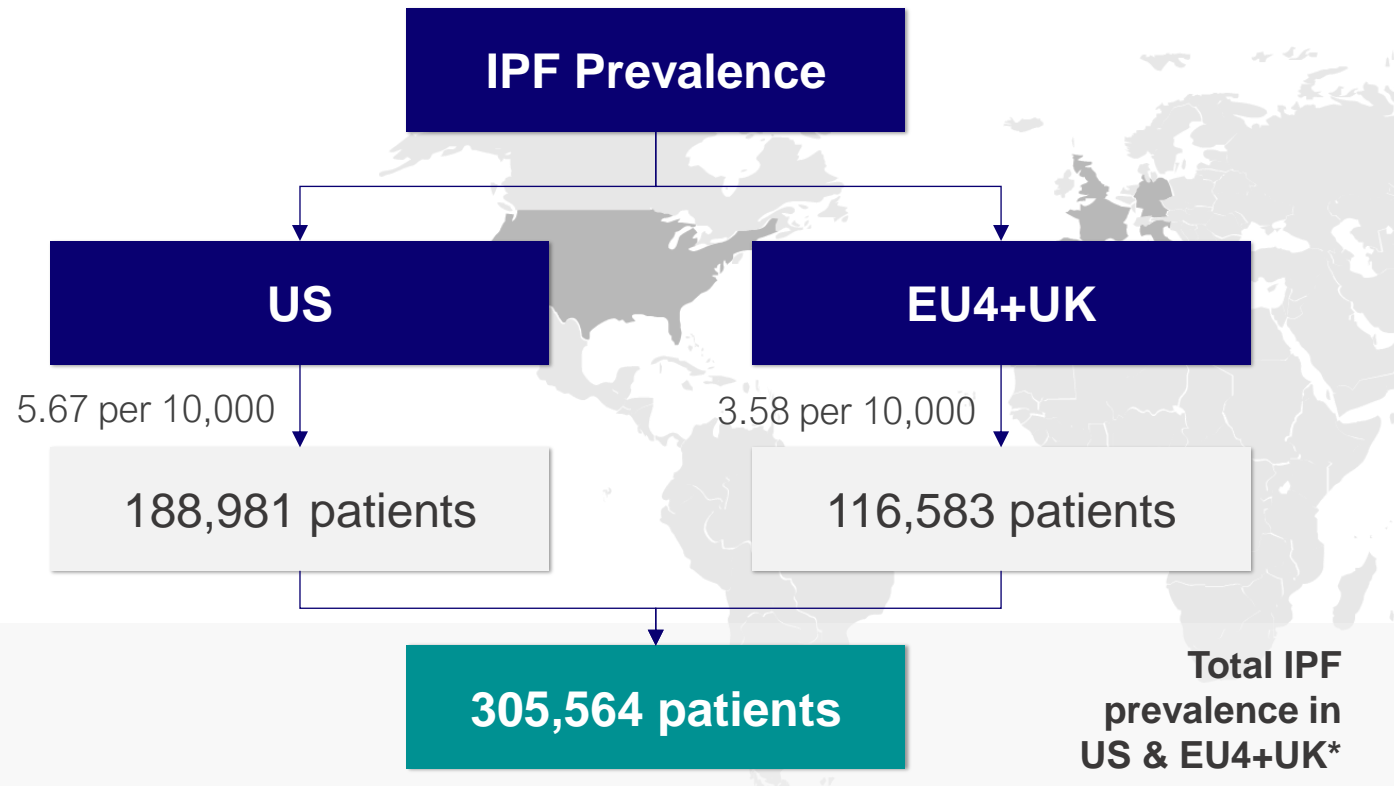 IPF Prevalence
US
EU4+UK
5.67 per 10,000
3.58 per 10,000
188,981 patients
116,583 patients
305,564 patients
Total IPF
prevalence in
US & EU4+UK*